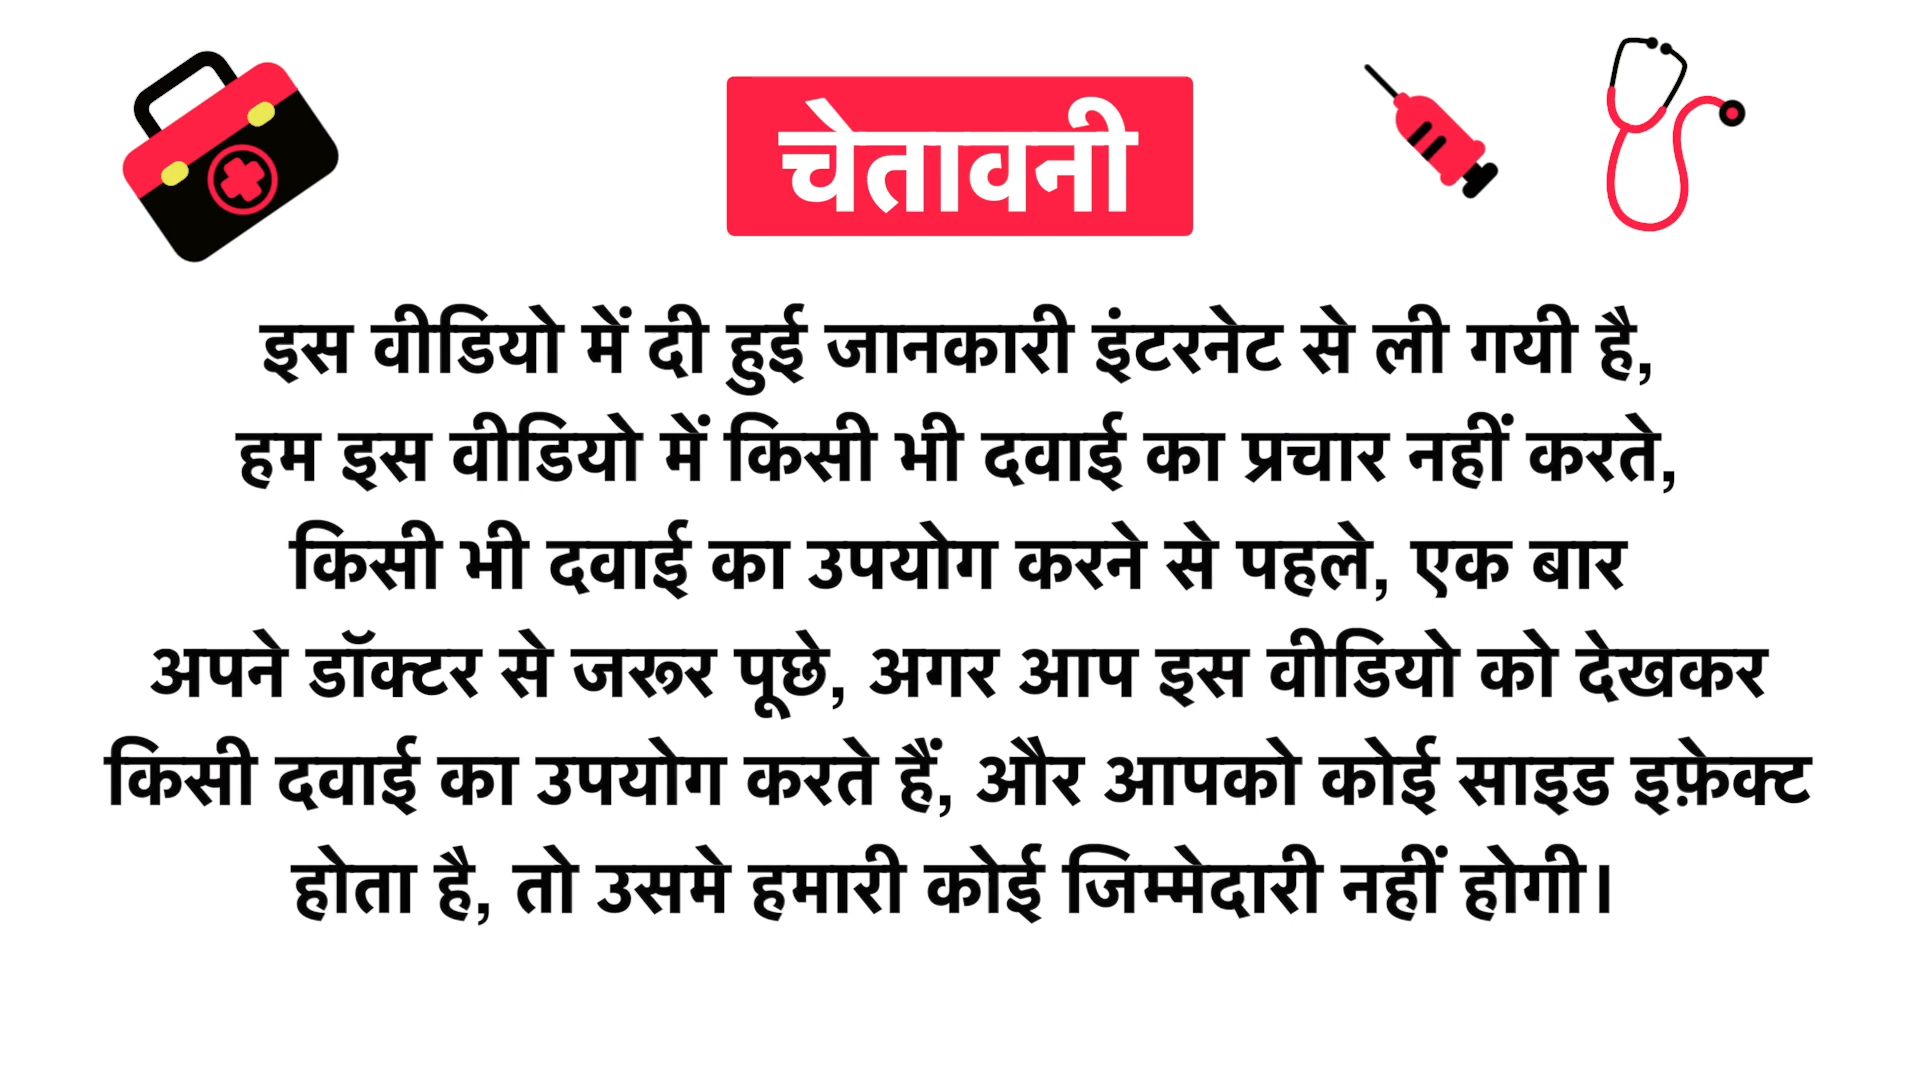 चेतावनी
इस वीडियो में दी हुई जानकारी इंटरनेट से ली गयी है,
हम इस वीडियो में किसी भी दवाई का प्रचार नहीं करते,
किसी भी दवाई का उपयोग करने से पहले, एक बार
अपने डॉक्टर से जरूर पूछे, अगर आप इस वीडियो को देखकर
किसी दवाई का उपयोग करते हैं, और आपको कोई साइड इफ़ेक्ट
होता है, तो उसमे हमारी कोई जिम्मेदारी नहीं होगी।